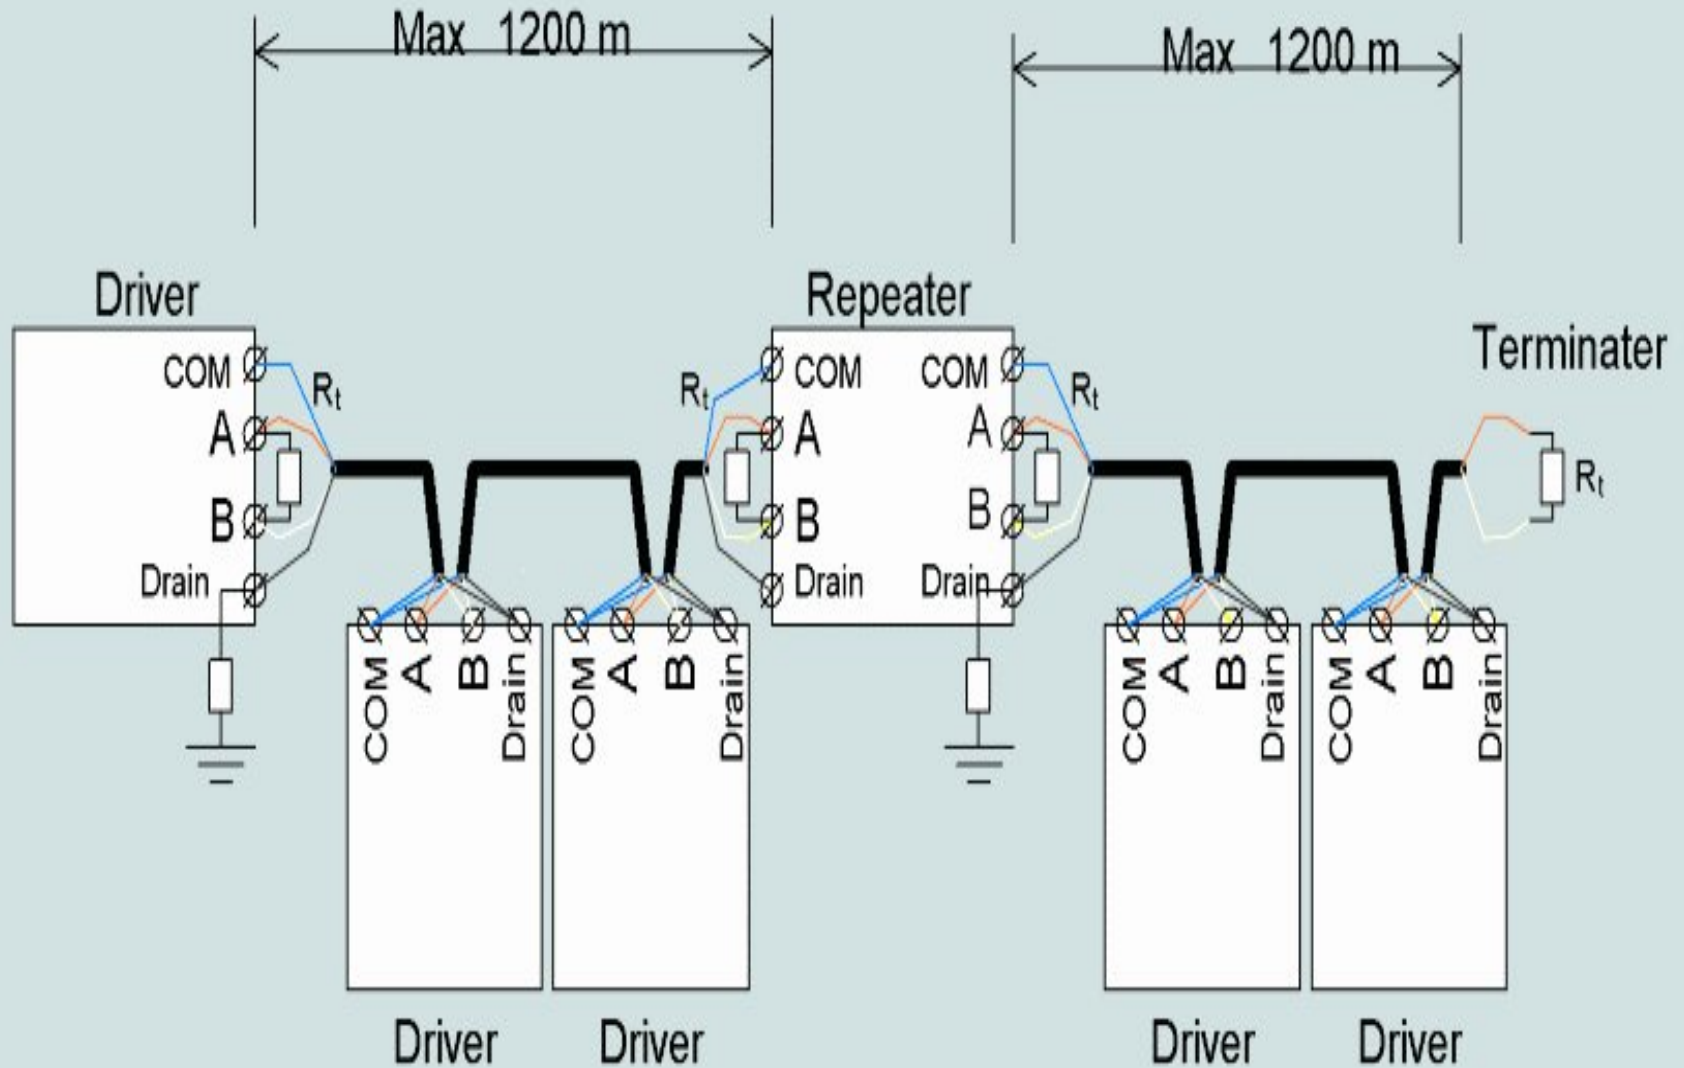 Max 1200 m
Max 1200 m
Driver
Repeater
Terminater
COM
Rt
Rt
COM
COM
Rt
A
A
A
Rt
B
B
B
Drain
Drain
Drain
COM
A
B
Drain
COM
A
B
Drain
COM
A
B
Drain
COM
A
B
Drain
Driver
Driver
Driver
Driver